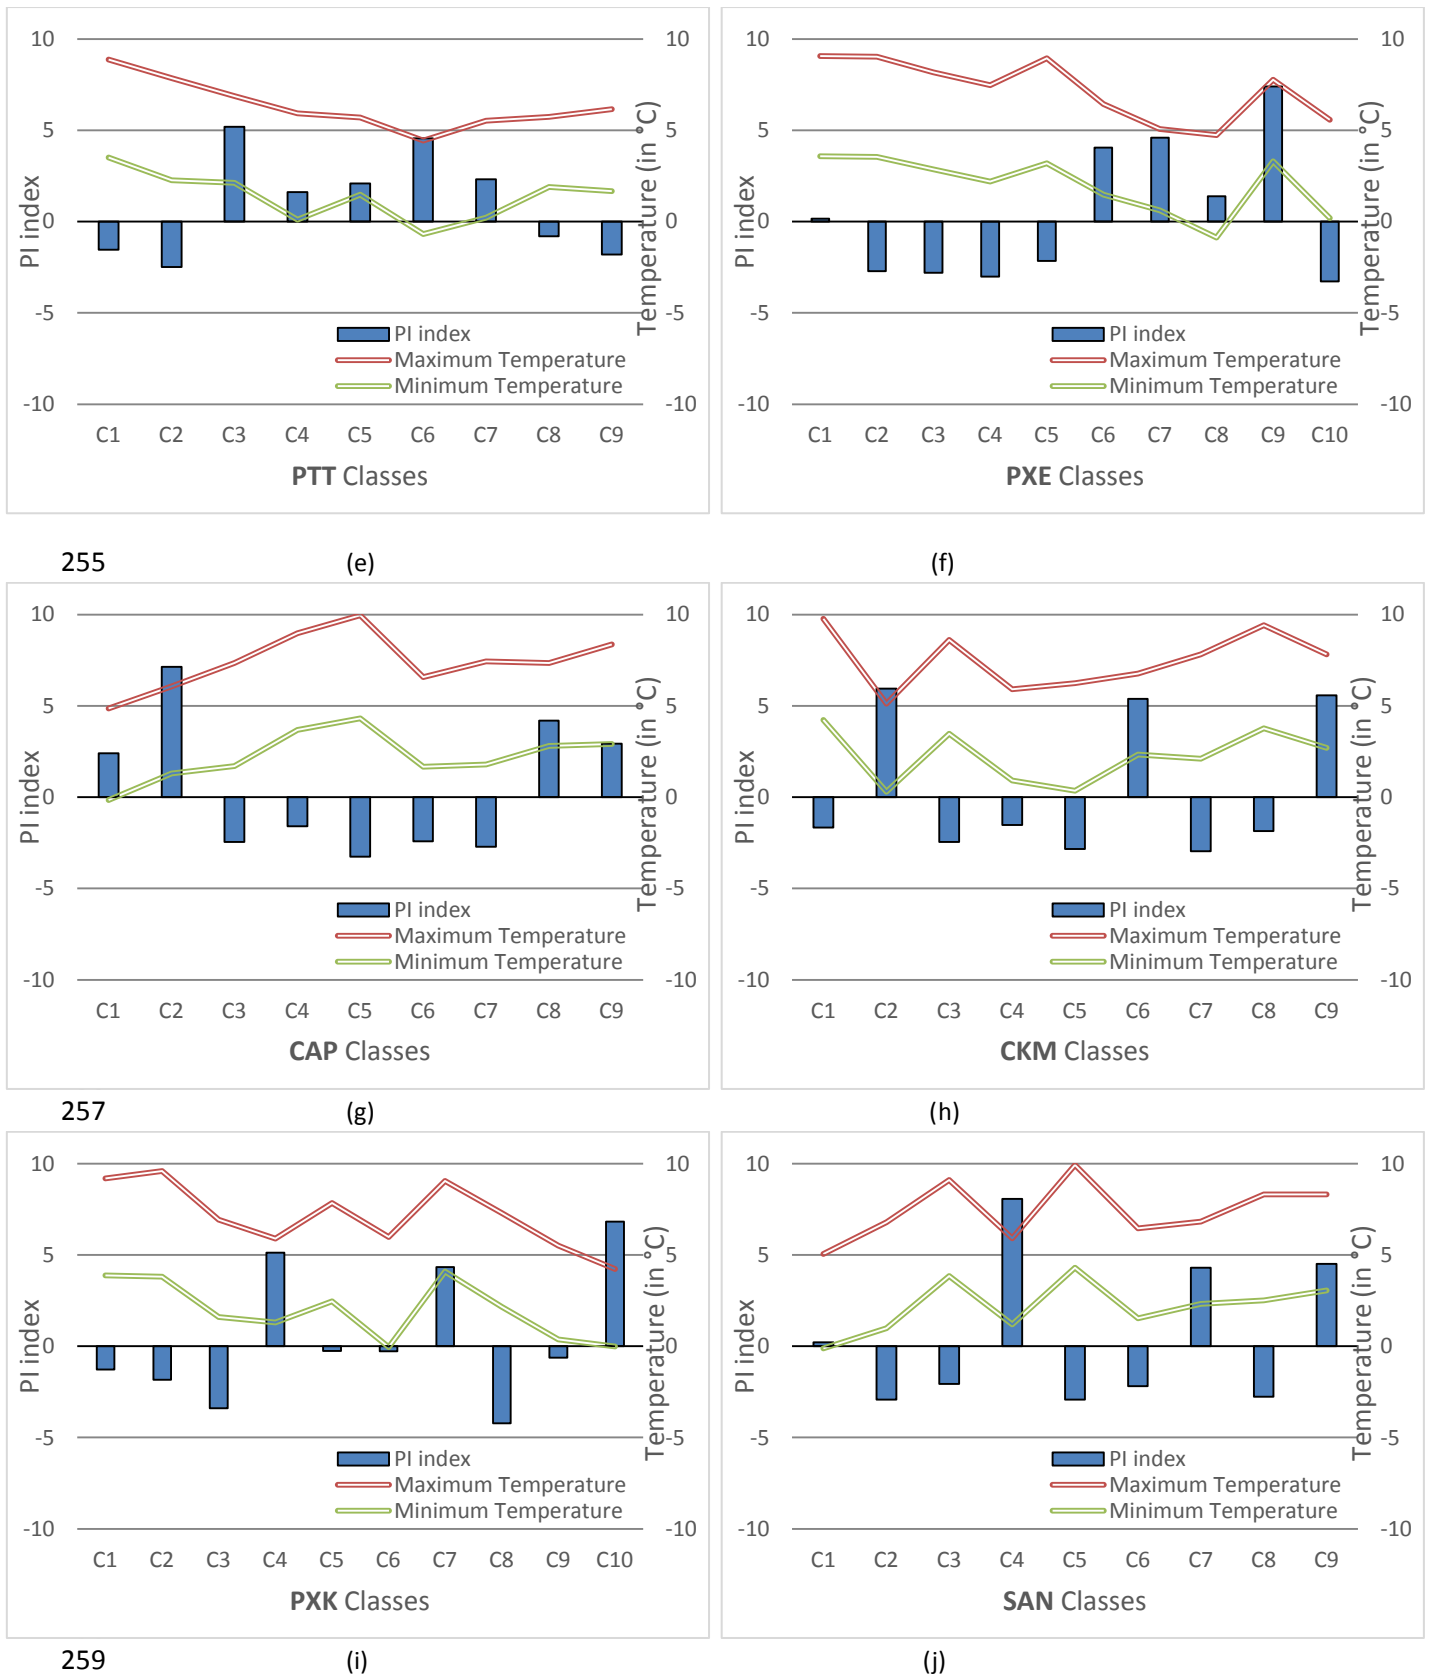 10
5
0
-5
-10
PI index
10
5
0
-5
-10
Temperature (in °C)
PI index
Maximum Temperature
Minimum Temperature
C1 C2 C3 C4 C5 C6 C7 C8 C9
PTT Classes
10
5
0
-5
-10
PI index
10
5
0
-5
-10
Temperature (in °C)
PI index
Maximum Temperature
Minimum Temperature
C1 C2 C3 C4 C5 C6 C7 C8 C9 C10
PXE Classes
255 (e) (f)
10
5
0
-5
-10
PI index
10
5
0
-5
-10
Temperature (in °C)
PI index
Maximum Temperature
Minimum Temperature
C1 C2 C3 C4 C5 C6 C7 C8 C9
CAP Classes
10
5
0
-5
-10
PI index
10
5
0
-5
-10
Temperature (in °C)
PI index
Maximum Temperature
Minimum Temperature
C1 C2 C3 C4 C5 C6 C7 C8 C9
CKM Classes
257 (g) (h)
10
5
0
-5
-10
PI index
10
5
0
-5
-10
Temperature (in °C)
PI index
Maximum Temperature
Minimum Temperature
C1 C2 C3 C4 C5 C6 C7 C8 C9 C10
PXK Classes
10
5
0
-5
-10
PI index
10
5
0
-5
-10
Temperature (in °C)
PI index
Maximum Temperature
Minimum Temperature
C1 C2 C3 C4 C5 C6 C7 C8 C9
SAN Classes
259 (i) (j)